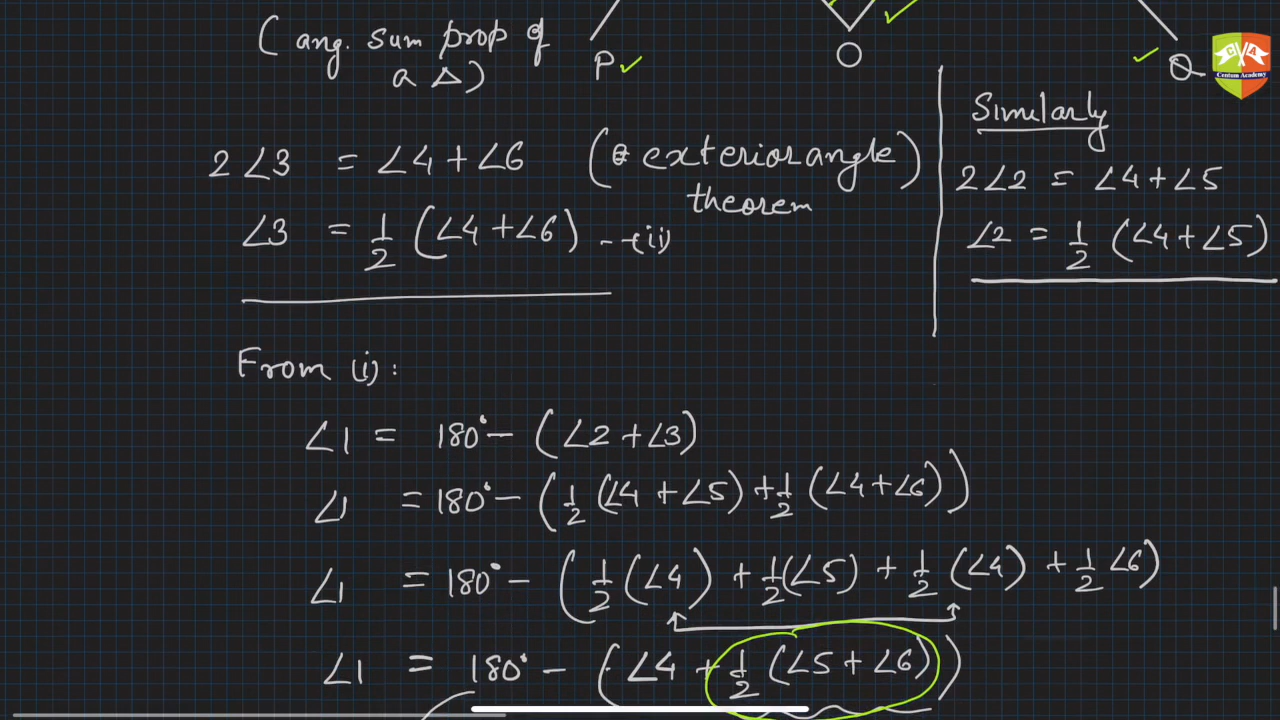 (ang. sum prop of
a △)
P
O
Q
C A
Centum Academy
2∠3 = ∠4+∠6 (exteriorangle
theorem)
∠3 = 1/2 (∠4+∠6) --(ii)
Similarly
2∠2 = ∠4+∠5
∠2 = 1/2 (∠4+∠5)
From (i):
∠1 = 180°- (∠2+∠3)
∠1 = 180°- (1/2 (∠4+∠5) + 1/2 (∠4+∠6))
∠1 = 180°- (1/2 (∠4) + 1/2(∠5) + 1/2 (∠4) + 1/2 ∠6)
∠1 = 180°- (∠4 + 1/2 (∠5+∠6))